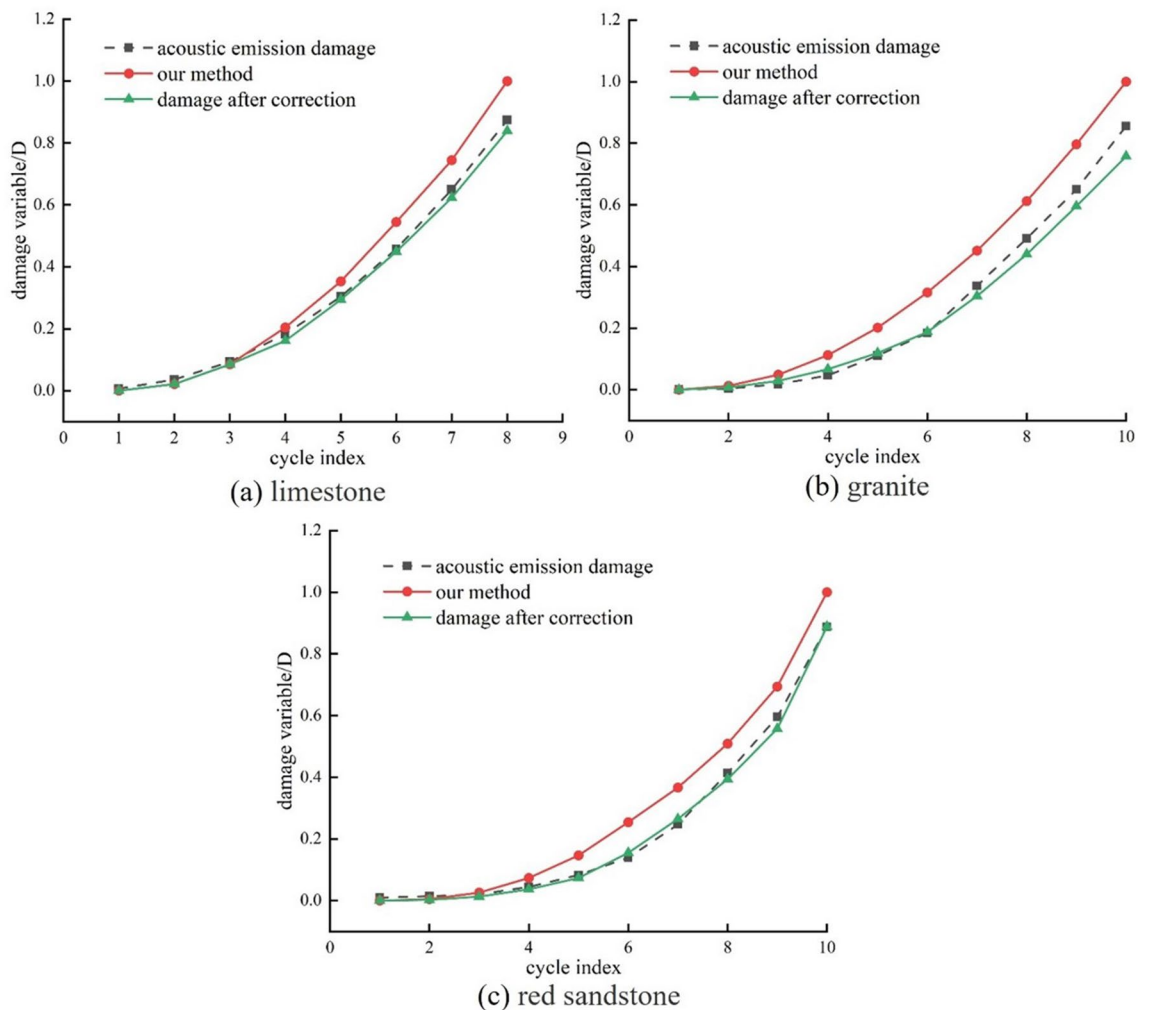 1.2
1.0
0.8
0.6
0.4
0.2
0.0
damage variable/D
acoustic emission damage
our method
damage after correction
0 1 2 3 4 5 6 7 8 9
cycle index
(a) limestone
1.2
1.0
0.8
0.6
0.4
0.2
0.0
damage variable/D
acoustic emission damage
our method
damage after correction
0 2 4 6 8 10
cycle index
(b) granite
1.2
1.0
0.8
0.6
0.4
0.2
0.0
damage variable/D
acoustic emission damage
our method
damage after correction
0 2 4 6 8 10
cycle index
(c) red sandstone